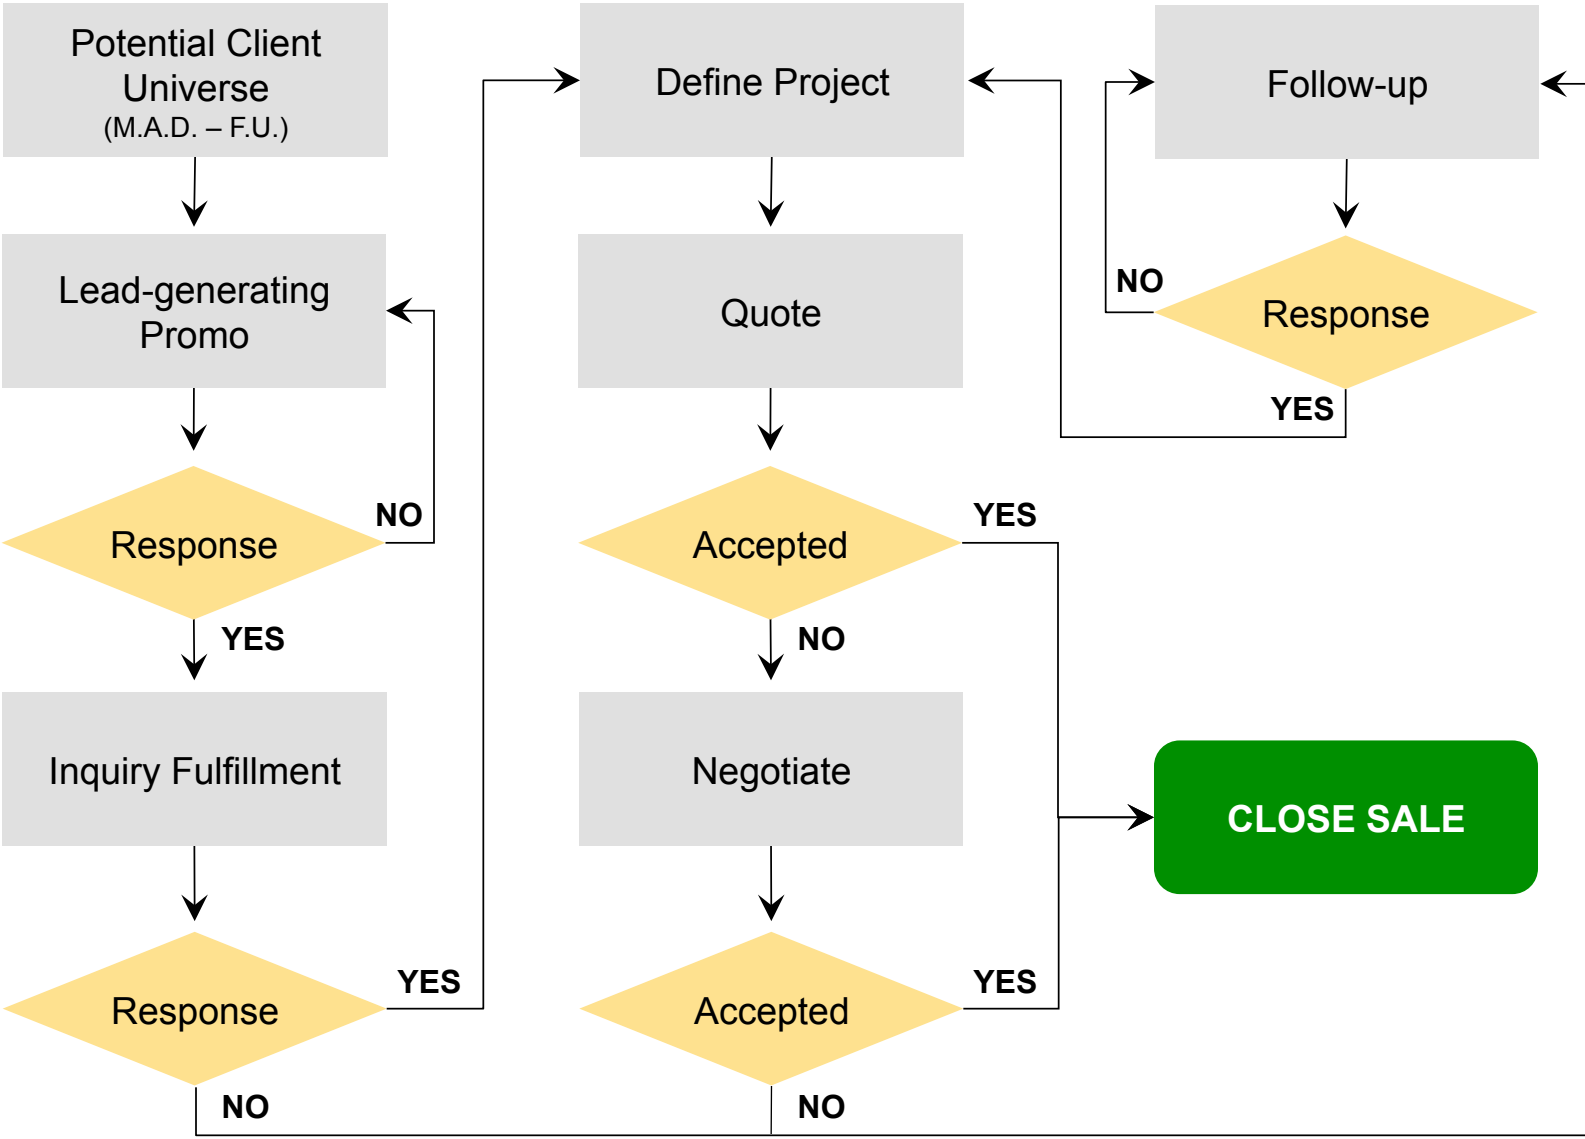 Potential Client
Universe
(M.A.D. – F.U.)
Lead-generating
Promo
Response
NO
YES
Inquiry Fulfillment
Response
YES
NO
Define Project
Quote
Accepted
YES
NO
Negotiate
Accepted
YES
NO
Follow-up
NO
Response
YES
CLOSE SALE